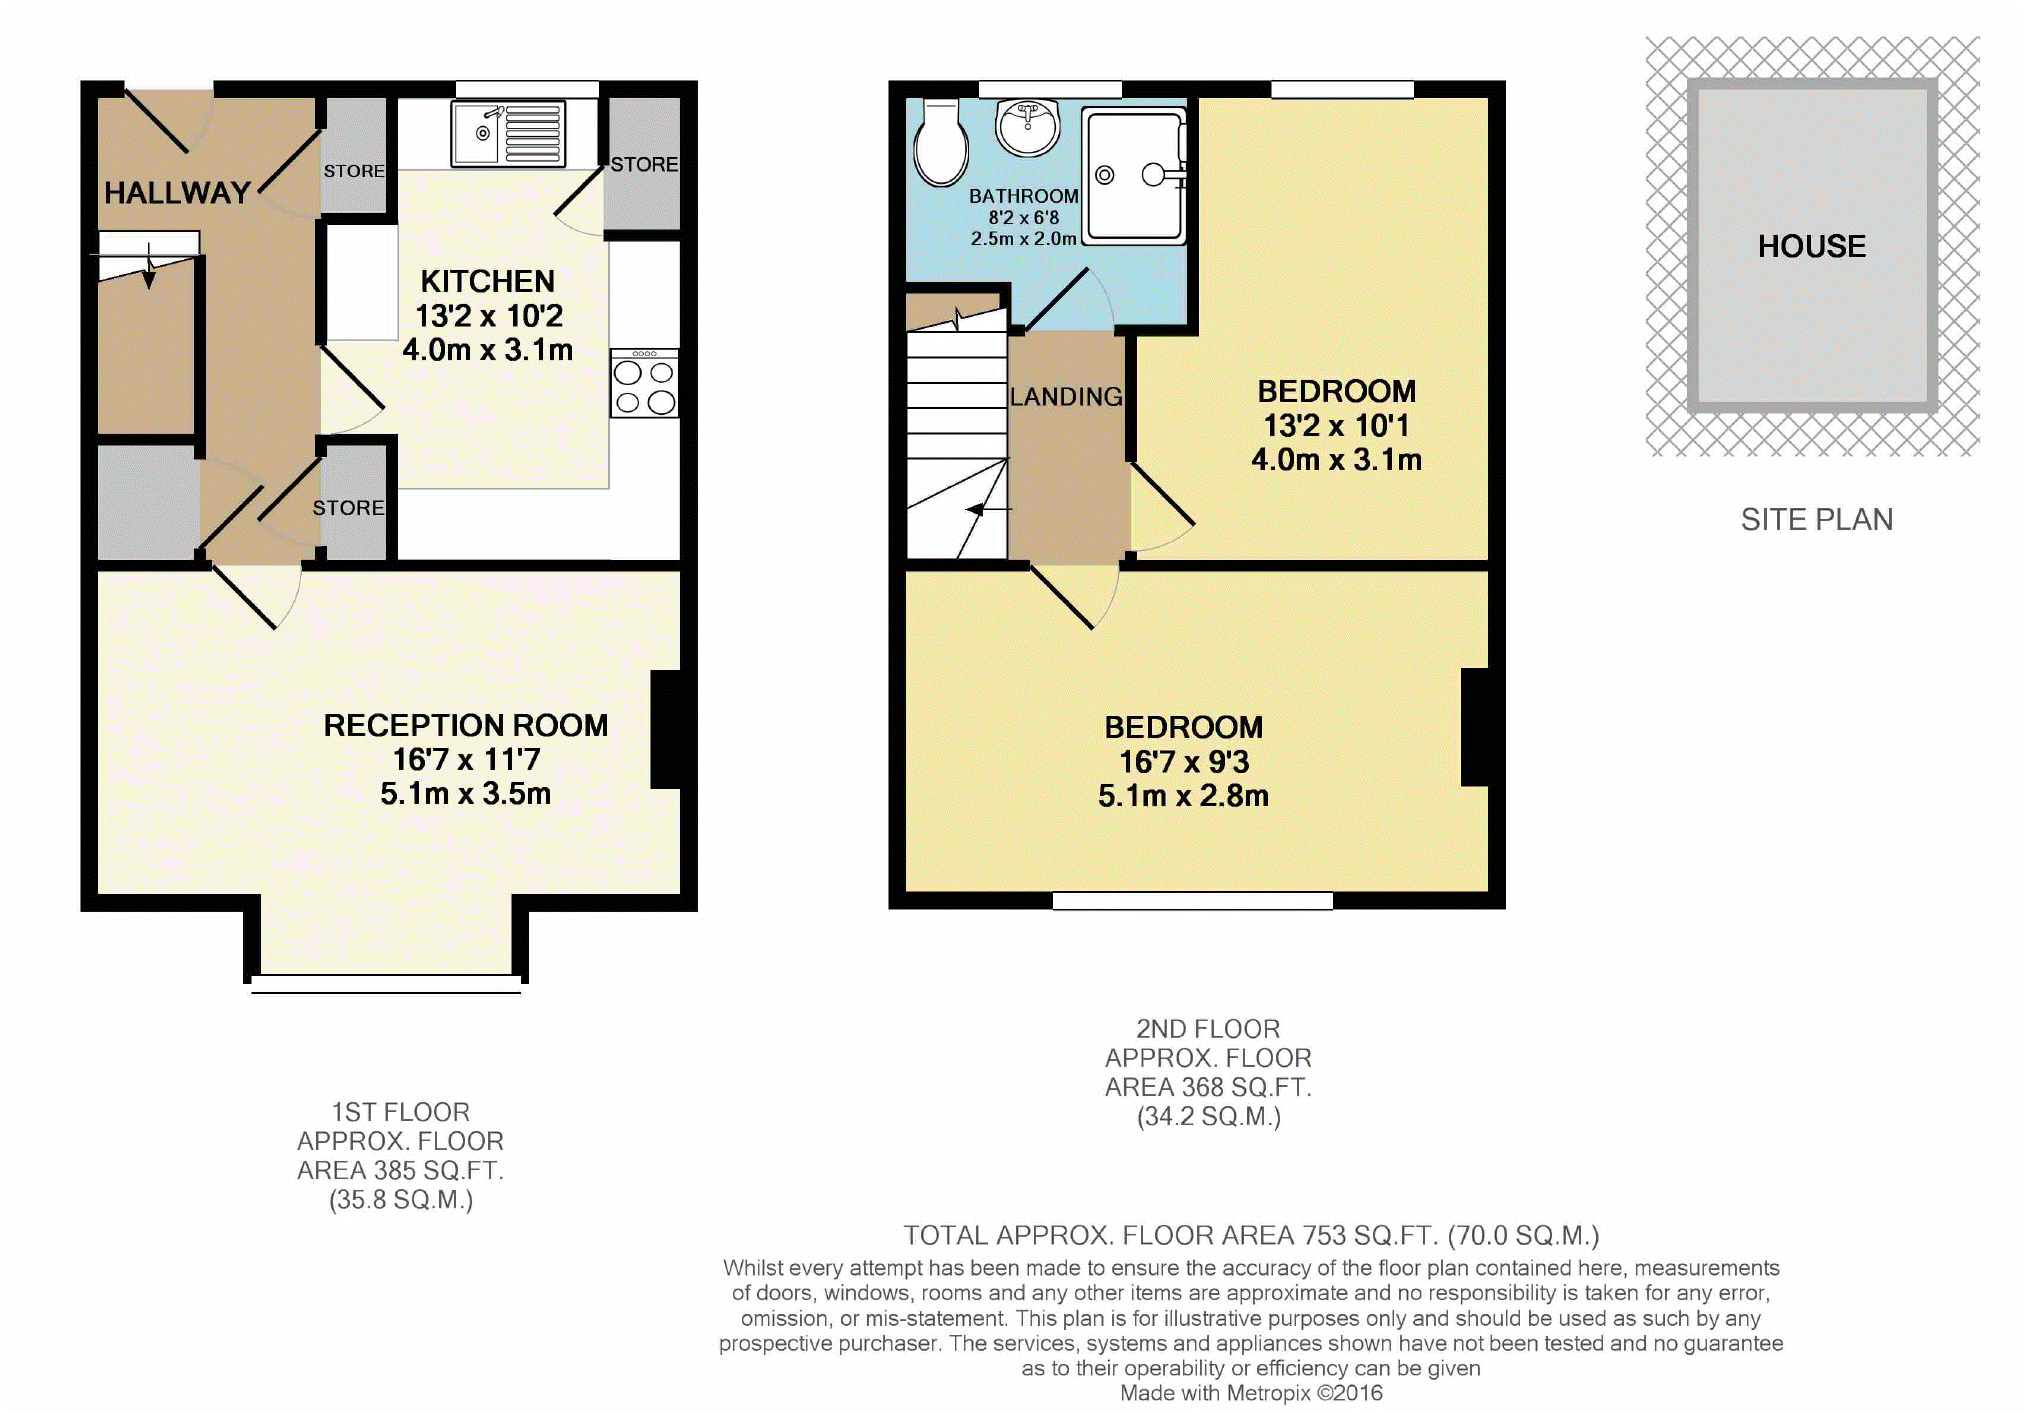 HALLWAY
STORE
STORE
KITCHEN
13'2 x 10'2
4.0m x 3.1m
STORE
RECEPTION ROOM
16'7 x 11'7
5.1m x 3.5m
1ST FLOOR
APPROX. FLOOR
AREA 385 SQ.FT.
(35.8 SQ.M.)
BATHROOM
8'2 x 6'8
2.5m x 2.0m
LANDING
BEDROOM
13'2 x 10'1
4.0m x 3.1m
BEDROOM
16'7 x 9'3
5.1m x 2.8m
2ND FLOOR
APPROX. FLOOR
AREA 368 SQ.FT.
(34.2 SQ.M.)
HOUSE
SITE PLAN
TOTAL APPROX. FLOOR AREA 753 SQ.FT. (70.0 SQ.M.)
Whilst every attempt has been made to ensure the accuracy of the floor plan contained here, measurements
of doors, windows, rooms and any other items are approximate and no responsibility is taken for any error,
omission, or mis-statement. This plan is for illustrative purposes only and should be used as such by any
prospective purchaser. The services, systems and appliances shown have not been tested and no guarantee
as to their operability or efficiency can be given
Made with Metropix ©2016